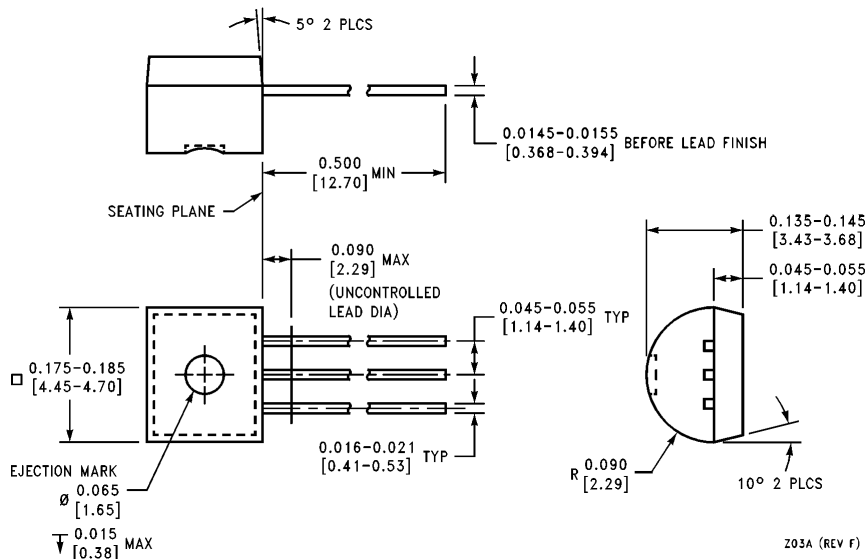 5° 2 PLCS
0.0145-0.0155
[0.368-0.394] BEFORE LEAD FINISH
0.500
[12.70] MIN
SEATING PLANE
0.135-0.145
[3.43-3.68]
0.045-0.055
[1.14-1.40]
0.090
[2.29] MAX
(UNCONTROLLED
LEAD DIA)
0.045-0.055
[1.14-1.40] TYP
0.175-0.185
[4.45-4.70]
0.016-0.021
[0.41-0.53] TYP
EJECTION MARK
Ø 0.065
[1.65]
0.015
[0.38] MAX
R 0.090
[2.29]
10° 2 PLCS
Z03A (REV F)